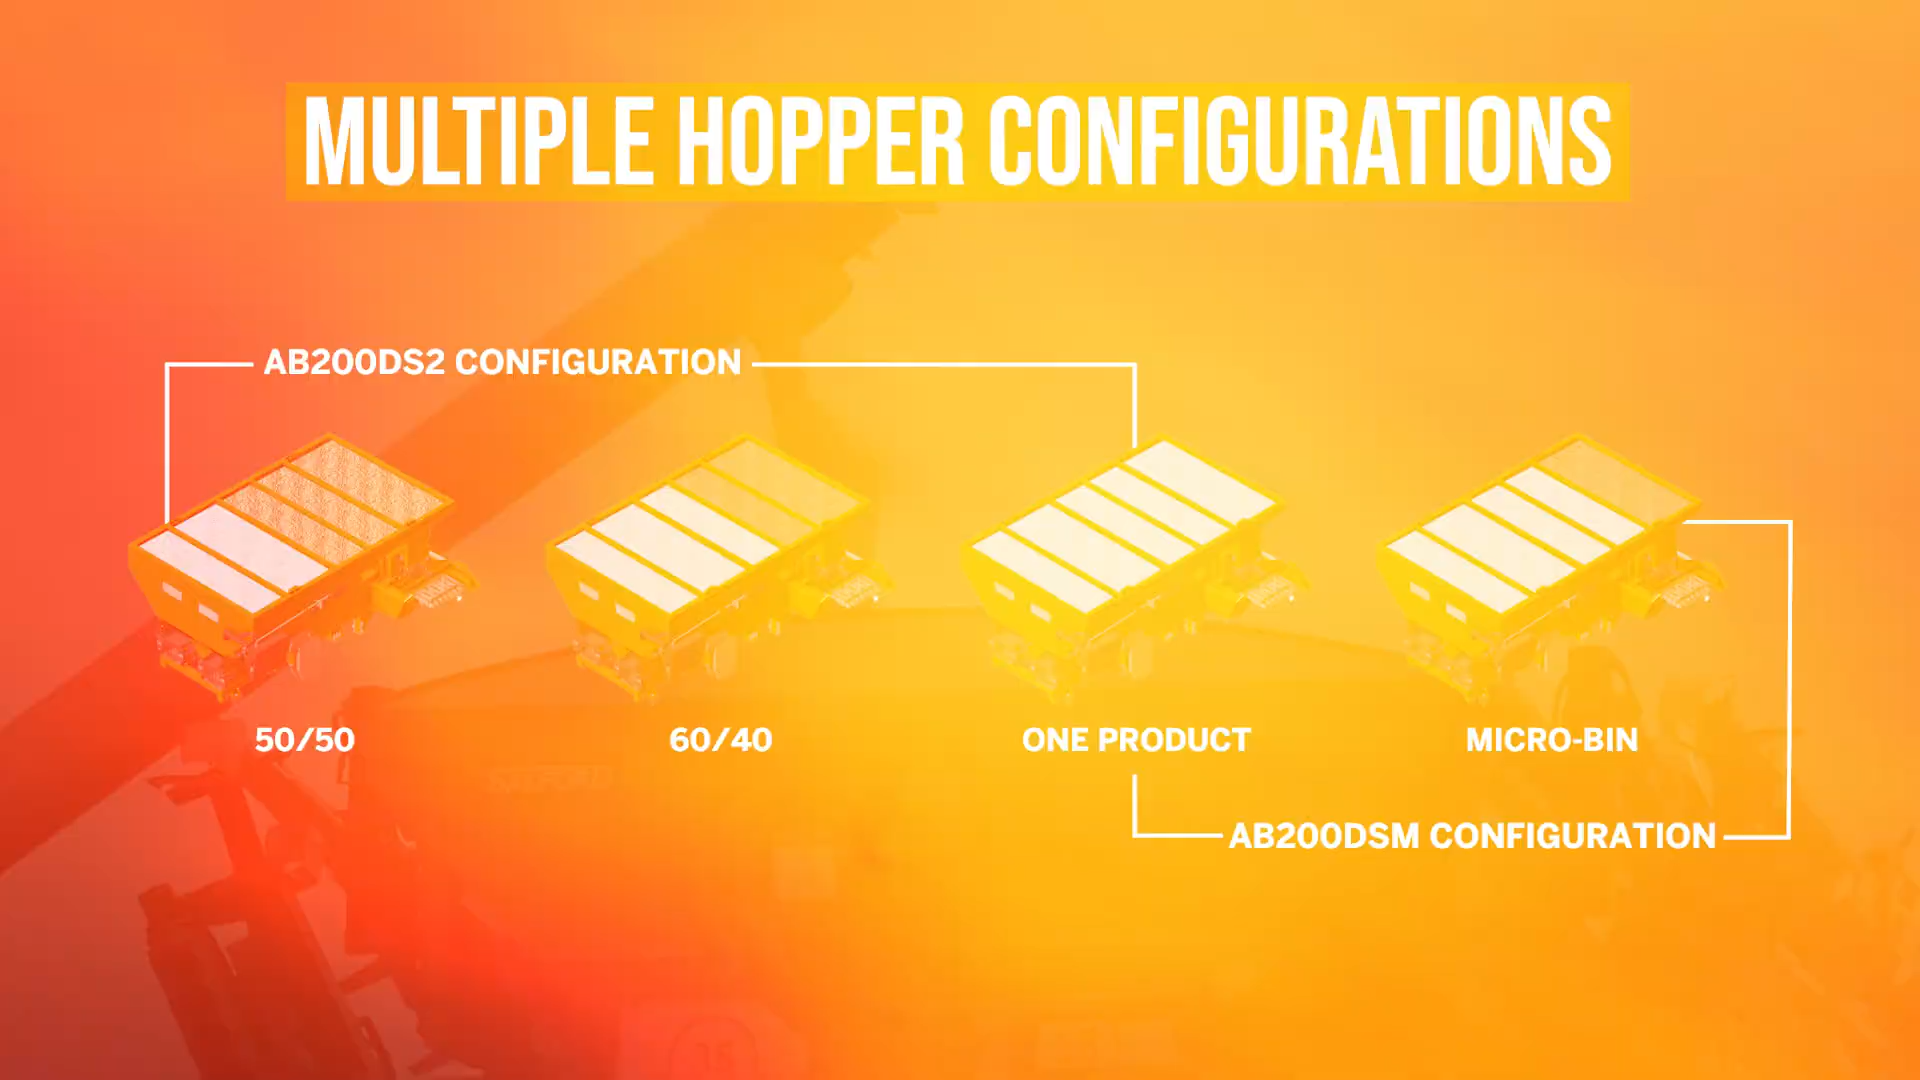 MULTIPLE HOPPER CONFIGURATIONS
AB200DS2 CONFIGURATION
50/50
60/40
ONE PRODUCT
MICRO-BIN
AB200DSM CONFIGURATION